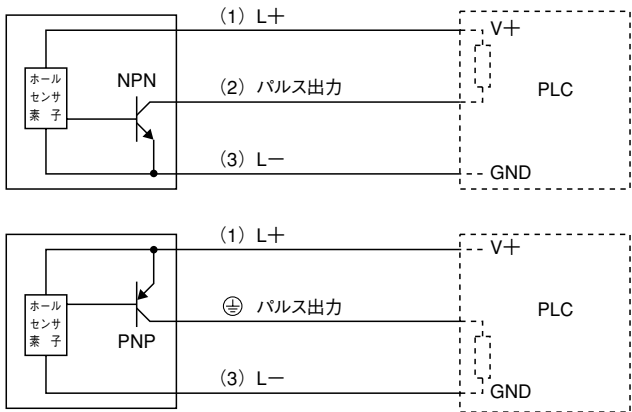 (1) L+
V+
ホール
センサ
素 子
NPN
(2) パルス出力
PLC
(3) L−
GND
(1) L+
V+
ホール
センサ
素 子
PNP
⏚ パルス出力
PLC
(3) L−
GND